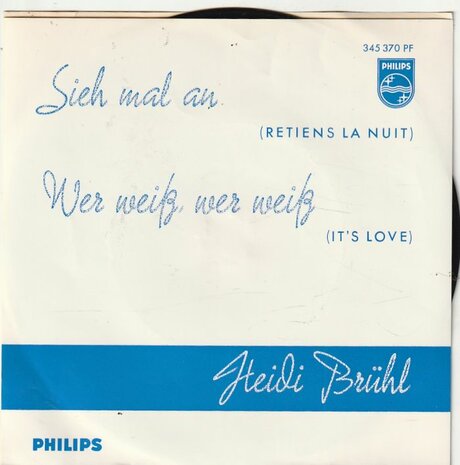 345 370 PF
PHILIPS
Sieh mal an
(RETIENS LA NUIT)
Wer weiß, wer weiß
(IT'S LOVE)
Heidi Brühl
PHILIPS